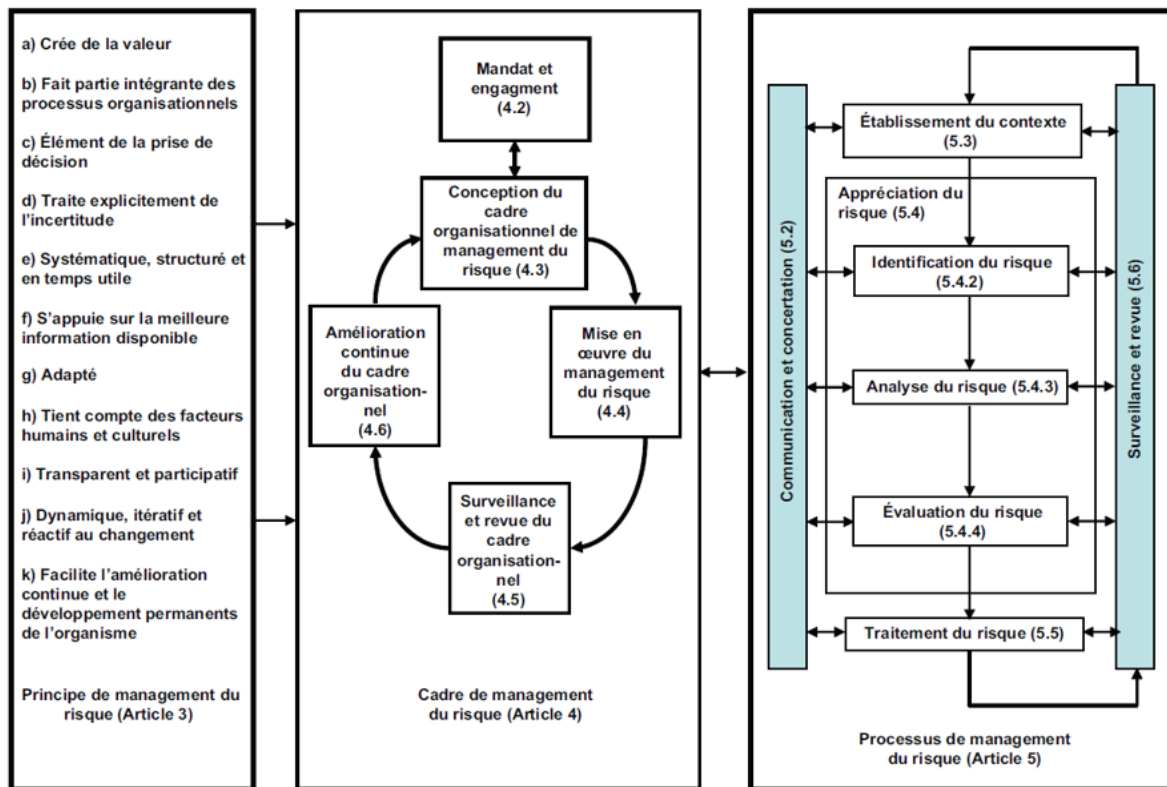 a) Crée de la valeur
b) Fait partie intégrante des
processus organisationnels
c) Élément de la prise de
décision
d) Traite explicitement de
l'incertitude
e) Systématique, structuré et
en temps utile
f) S'appuie sur la meilleure
information disponible
g) Adapté
h) Tient compte des facteurs
humains et culturels
i) Transparent et participatif
j) Dynamique, itératif et
réactif au changement
k) Facilite l'amélioration
continue et le
développement permanents
de l'organisme
Principe de management du
risque (Article 3)
Mandat et
engagment
(4.2)
Conception du
cadre
organisationnel de
management du
risque (4.3)
Mise en
œuvre du
management
du risque
(4.4)
Amélioration
continue
du cadre
organisation-
nel
(4.6)
Surveillance
et revue du
cadre
organisation-
nel
(4.5)
Cadre de management
du risque (Article 4)
Communication et concertation (5.2)
Établissement du contexte
(5.3)
Appréciation du
risque (5.4)
Identification du risque
(5.4.2)
Analyse du risque (5.4.3)
Évaluation du risque
(5.4.4)
Traitement du risque (5.5)
Surveillance et revue (5.6)
Processus de management
du risque (Article 5)